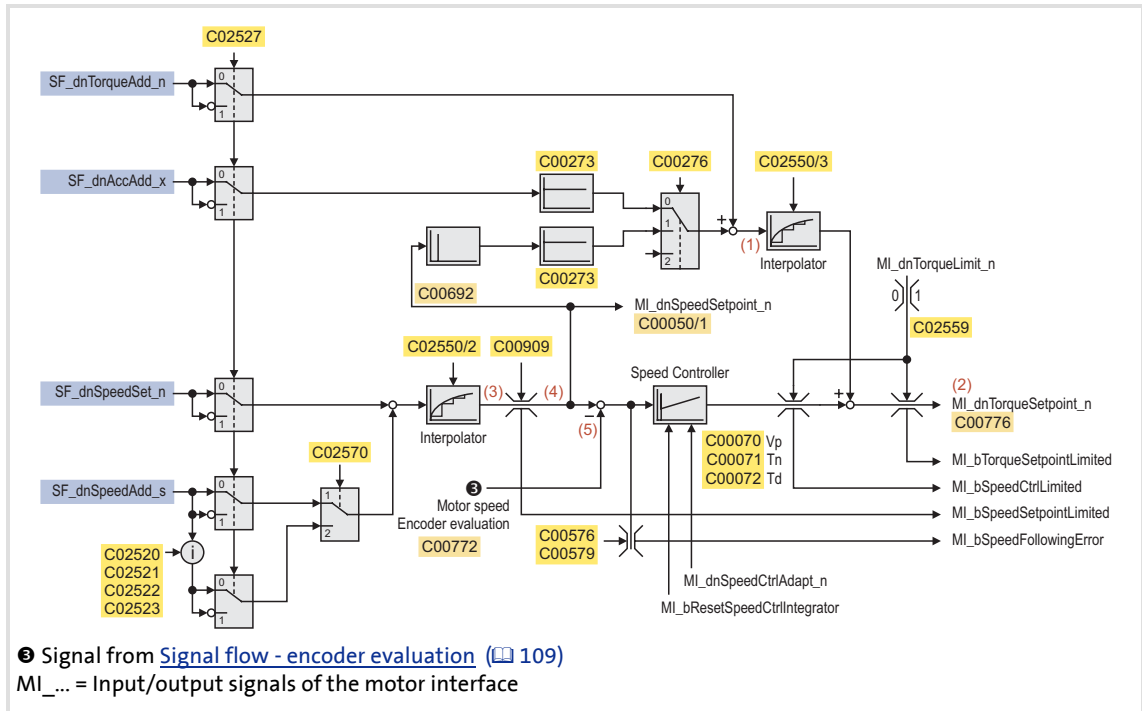 C02527
SF_dnTorqueAdd_n
0
1
SF_dnAccAdd_x
0
1
C00273
C00276
C02550/3
0
1
2
+
(1)
Interpolator
C00273
C00692
MI_dnTorqueLimit_n
0 1
C02559
MI_dnSpeedSetpoint_n
C00050/1
C02550/2
C00909
SF_dnSpeedSet_n
0
1
Interpolator
(3)
(4)
−
(5)
Speed Controller
+
(2)
MI_dnTorqueSetpoint_n
C00776
C00070 Vp
C00071 Tn
C00072 Td
MI_bTorqueSetpointLimited
MI_bSpeedCtrlLimited
MI_bSpeedSetpointLimited
MI_bSpeedFollowingError
C02570
SF_dnSpeedAdd_s
0
1
1
2
❸
Motor speed
Encoder evaluation
C00772
C00576
C00579
C02520
C02521
C02522
C02523
i
0
1
MI_dnSpeedCtrlAdapt_n
MI_bResetSpeedCtrlIntegrator
❸ Signal from Signal flow - encoder evaluation (🕮 109)
MI_... = Input/output signals of the motor interface